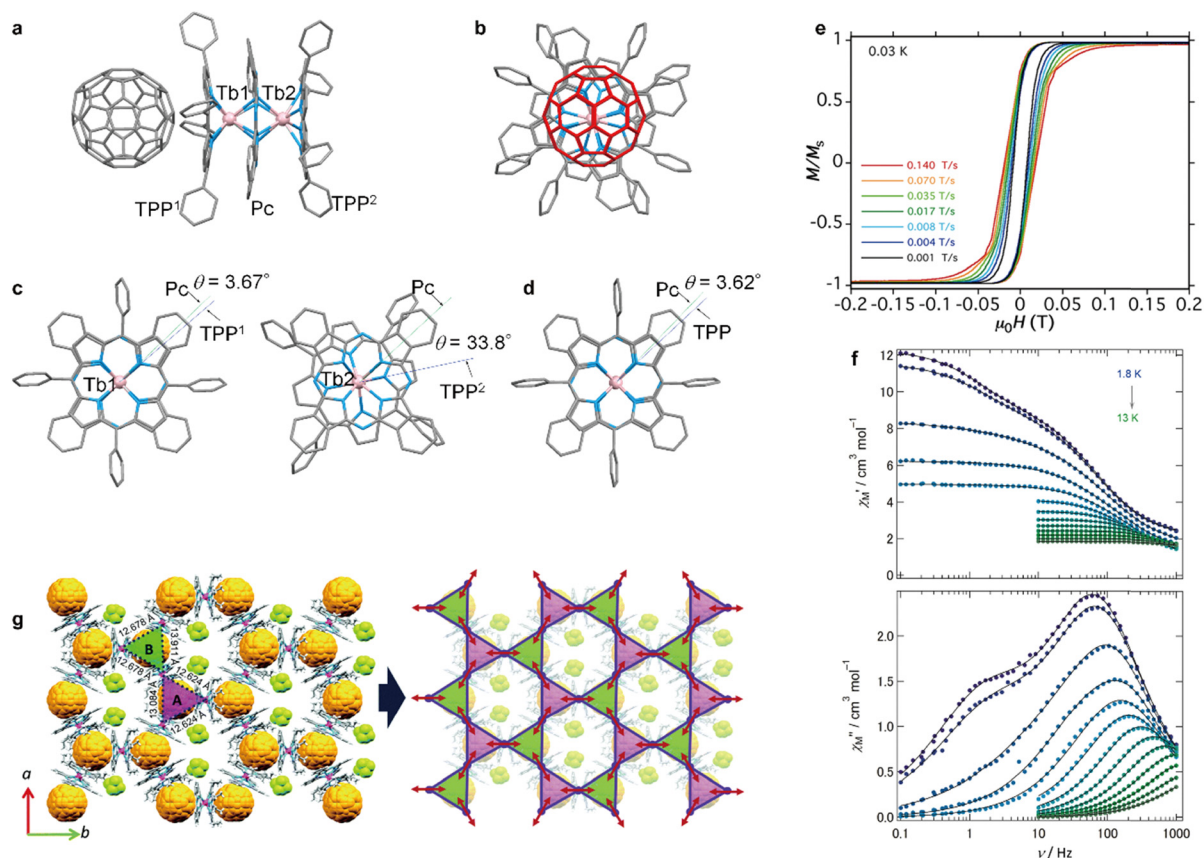 a
Tb1 Tb2
TPP¹ Pc TPP²
b
c
Pc θ = 3.67°
TPP¹
Tb1
Pc
θ = 33.8°
Tb2
TPP²
d
Pc θ = 3.62°
TPP
e
0.03 K
M/Mₛ
1
0.5
0
-0.5
-1
0.140 T/s
0.070 T/s
0.035 T/s
0.017 T/s
0.008 T/s
0.004 T/s
0.001 T/s
-0.2 -0.15 -0.1 -0.05 0 0.05 0.1 0.15 0.2
μ₀H (T)
f
1.8 K
13 K
χM′ / cm³ mol⁻¹
12
10
8
6
4
2
0
χM″ / cm³ mol⁻¹
2.5
2.0
1.5
1.0
0.5
0.0
0.1 1 10 100 1000
ν / Hz
g
12.678 Å
13.911 Å
B
12.678 Å
12.624 Å
13.084 Å
A
12.624 Å
a
b